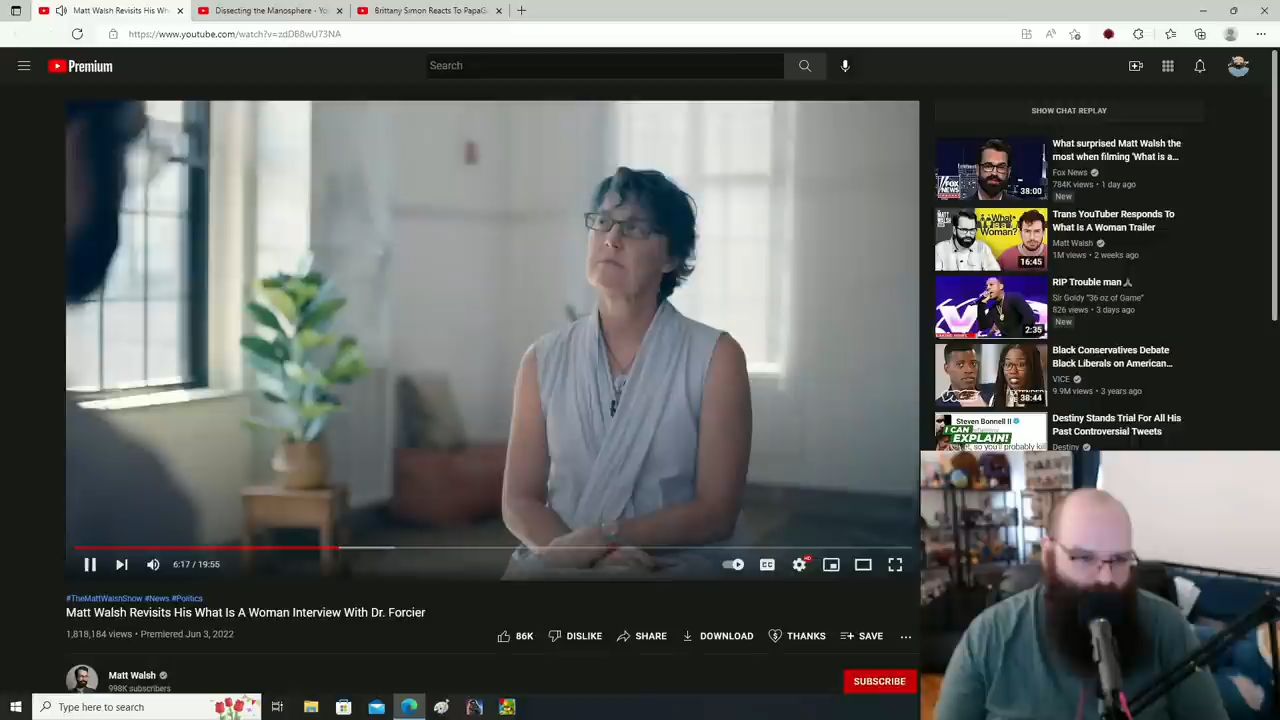 Matt Walsh Revisits His Wh
Dissecting the Manosphere - Yo
Brittany Simon Reacts To PapaG
https://www.youtube.com/watch?v=zdDB8wU73NA
Premium
Search
SHOW CHAT REPLAY
What surprised Matt Walsh the
most when filming 'What is a...
Fox News
784K views • 1 day ago
New
38:00
Trans YouTuber Responds To
What Is A Woman Trailer
Matt Walsh
1M views • 2 weeks ago
16:45
RIP Trouble man
Sir Goldy "36 oz of Game"
826 views • 3 days ago
New
2:35
Black Conservatives Debate
Black Liberals on American...
VICE
9.9M views • 3 years ago
38:44
Destiny Stands Trial For All His
Past Controversial Tweets
Destiny
Steven Bonnell II
I CAN
EXPLAIN!
6:17 / 19:55
#TheMattWalshShow #News #Politics
Matt Walsh Revisits His What Is A Woman Interview With Dr. Forcier
1,818,184 views • Premiered Jun 3, 2022
86K
DISLIKE
SHARE
DOWNLOAD
THANKS
SAVE
Matt Walsh
998K subscribers
SUBSCRIBE
Type here to search